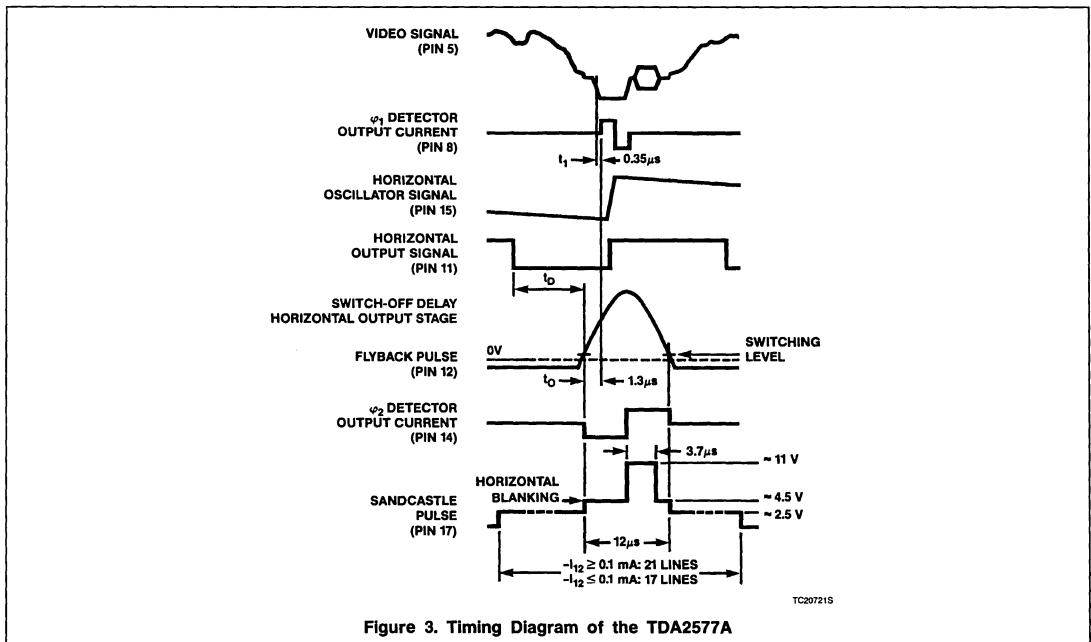 VIDEO SIGNAL
(PIN 5)
φ1 DETECTOR
OUTPUT CURRENT
(PIN 8)
t1
0.35μs
HORIZONTAL
OSCILLATOR SIGNAL
(PIN 15)
HORIZONTAL
OUTPUT SIGNAL
(PIN 11)
tD
SWITCH-OFF DELAY
HORIZONTAL OUTPUT STAGE
0V
SWITCHING
LEVEL
FLYBACK PULSE
(PIN 12)
tO
1.3μs
φ2 DETECTOR
OUTPUT CURRENT
(PIN 14)
3.7μs
≈ 11 V
HORIZONTAL
BLANKING
≈ 4.5 V
≈ 2.5 V
SANDCASTLE
PULSE
(PIN 17)
12μs
–I12 ≥ 0.1 mA: 21 LINES
–I12 ≤ 0.1 mA: 17 LINES
TC20721S
Figure 3. Timing Diagram of the TDA2577A